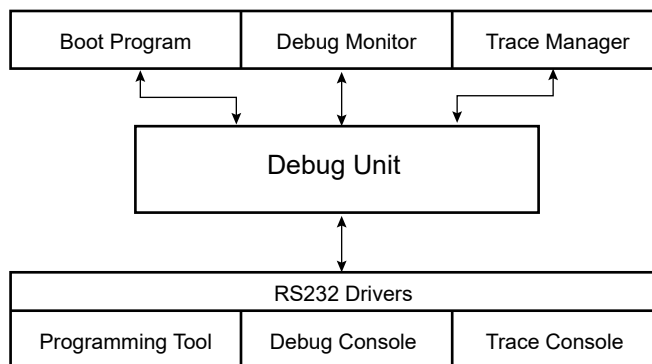 Boot Program Debug Monitor Trace Manager
Debug Unit
RS232 Drivers
Programming Tool Debug Console Trace Console